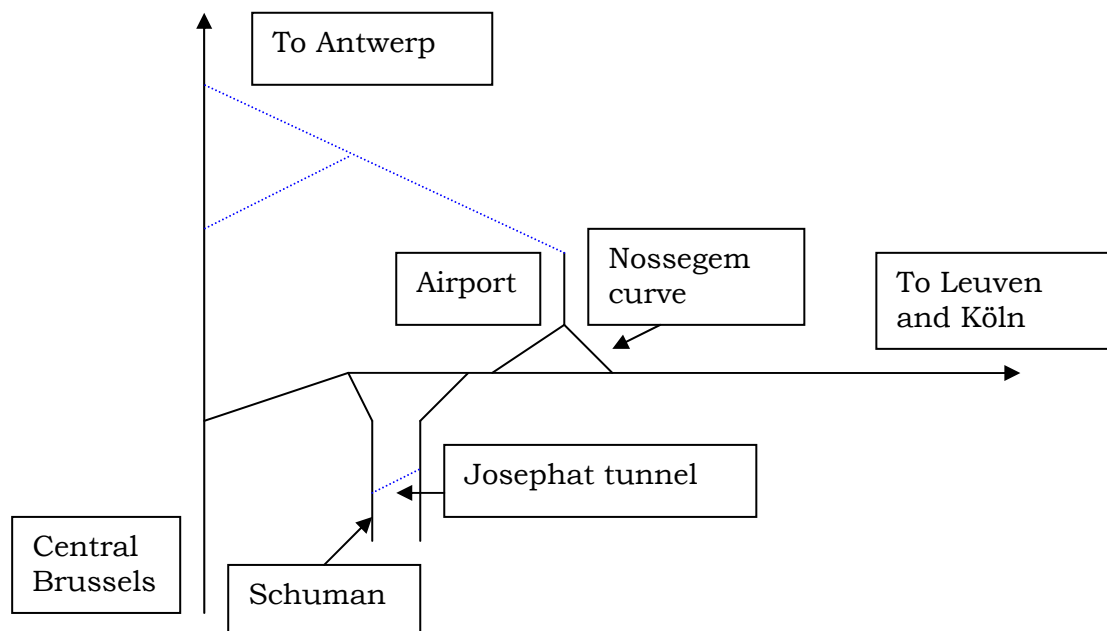 To Antwerp
Nossegem
curve
Airport
To Leuven
and Köln
Josephat tunnel
Central
Brussels
Schuman